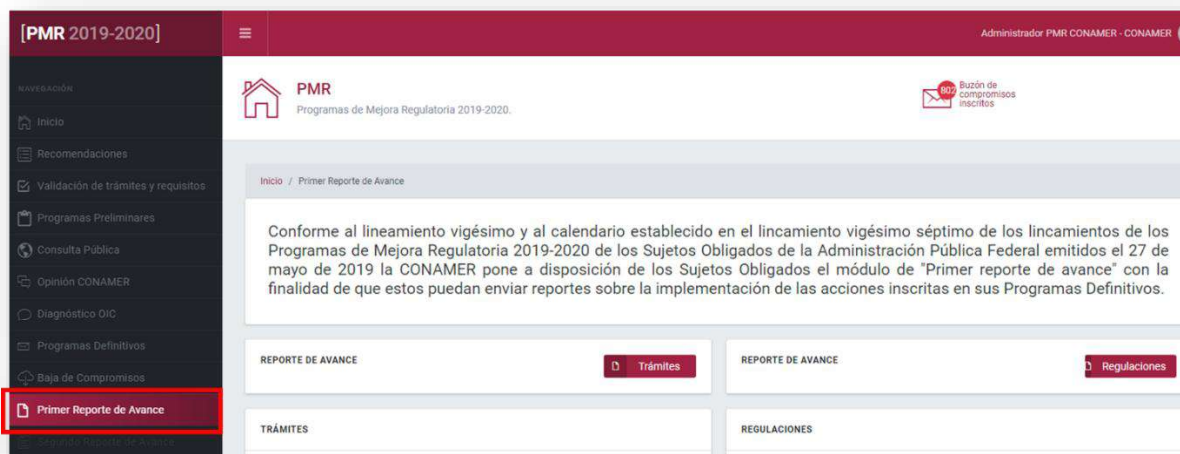 [PMR 2019-2020]
Administrador PMR CONAMER - CONAMER
NAVEGACIÓN
Inicio
Recomendaciones
Validación de trámites y requisitos
Programas Preliminares
Consulta Pública
Opinión CONAMER
Diagnóstico OIC
Programas Definitivos
Baja de Compromisos
Primer Reporte de Avance
Segundo Reporte de Avance
PMR
Programas de Mejora Regulatoria 2019-2020.
802
Buzón de
compromisos
inscritos
Inicio / Primer Reporte de Avance
Conforme al lineamiento vigésimo y al calendario establecido en el lincamiento vigésimo séptimo de los lincamientos de los
Programas de Mejora Regulatoria 2019-2020 de los Sujetos Obligados de la Administración Pública Federal emitidos el 27 de
mayo de 2019 la CONAMER pone a disposición de los Sujetos Obligados el módulo de "Primer reporte de avance" con la
finalidad de que estos puedan enviar reportes sobre la implementación de las acciones inscritas en sus Programas Definitivos.
REPORTE DE AVANCE
Trámites
REPORTE DE AVANCE
Regulaciones
TRÁMITES
REGULACIONES